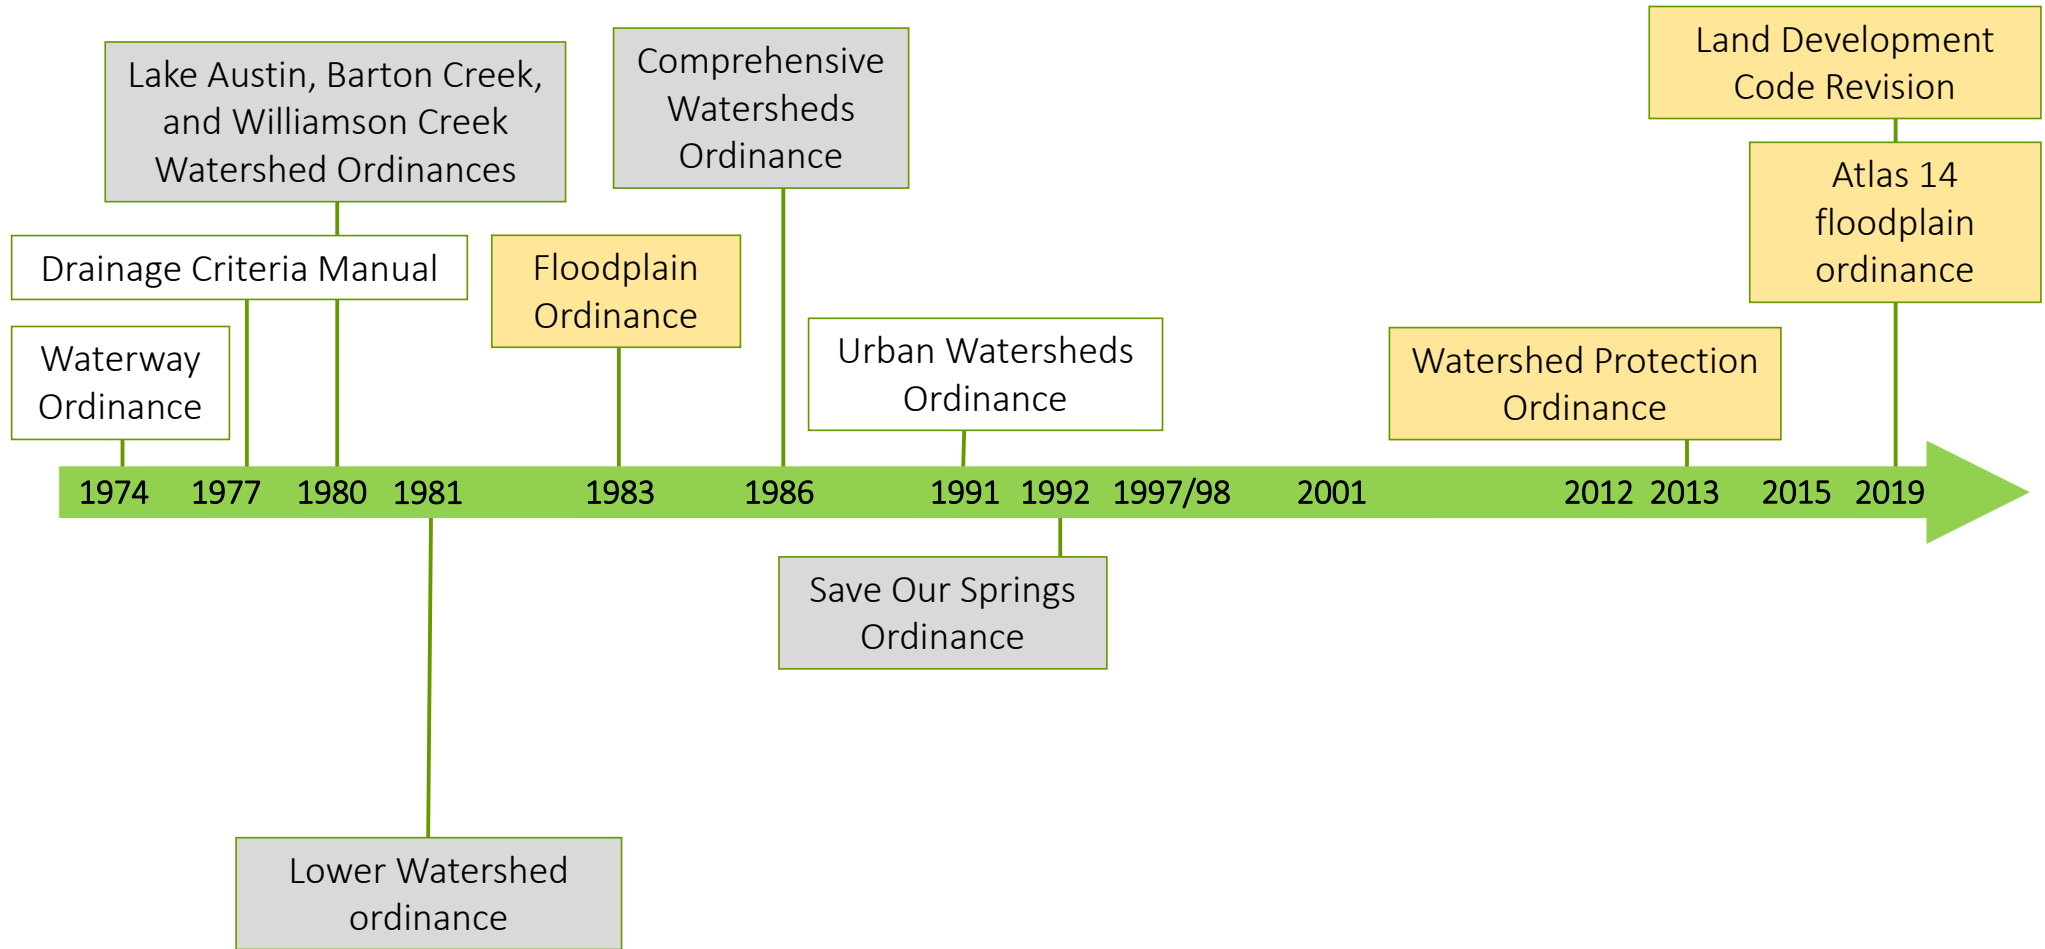 Land Development
Code Revision
Lake Austin, Barton Creek,
and Williamson Creek
Watershed Ordinances
Comprehensive
Watersheds
Ordinance
Atlas 14
floodplain
ordinance
Drainage Criteria Manual
Floodplain
Ordinance
Waterway
Ordinance
Urban Watersheds
Ordinance
Watershed Protection
Ordinance
1974 1977 1980 1981 1983 1986 1991 1992 1997/98 2001 2012 2013 2015 2019
Save Our Springs
Ordinance
Lower Watershed
ordinance